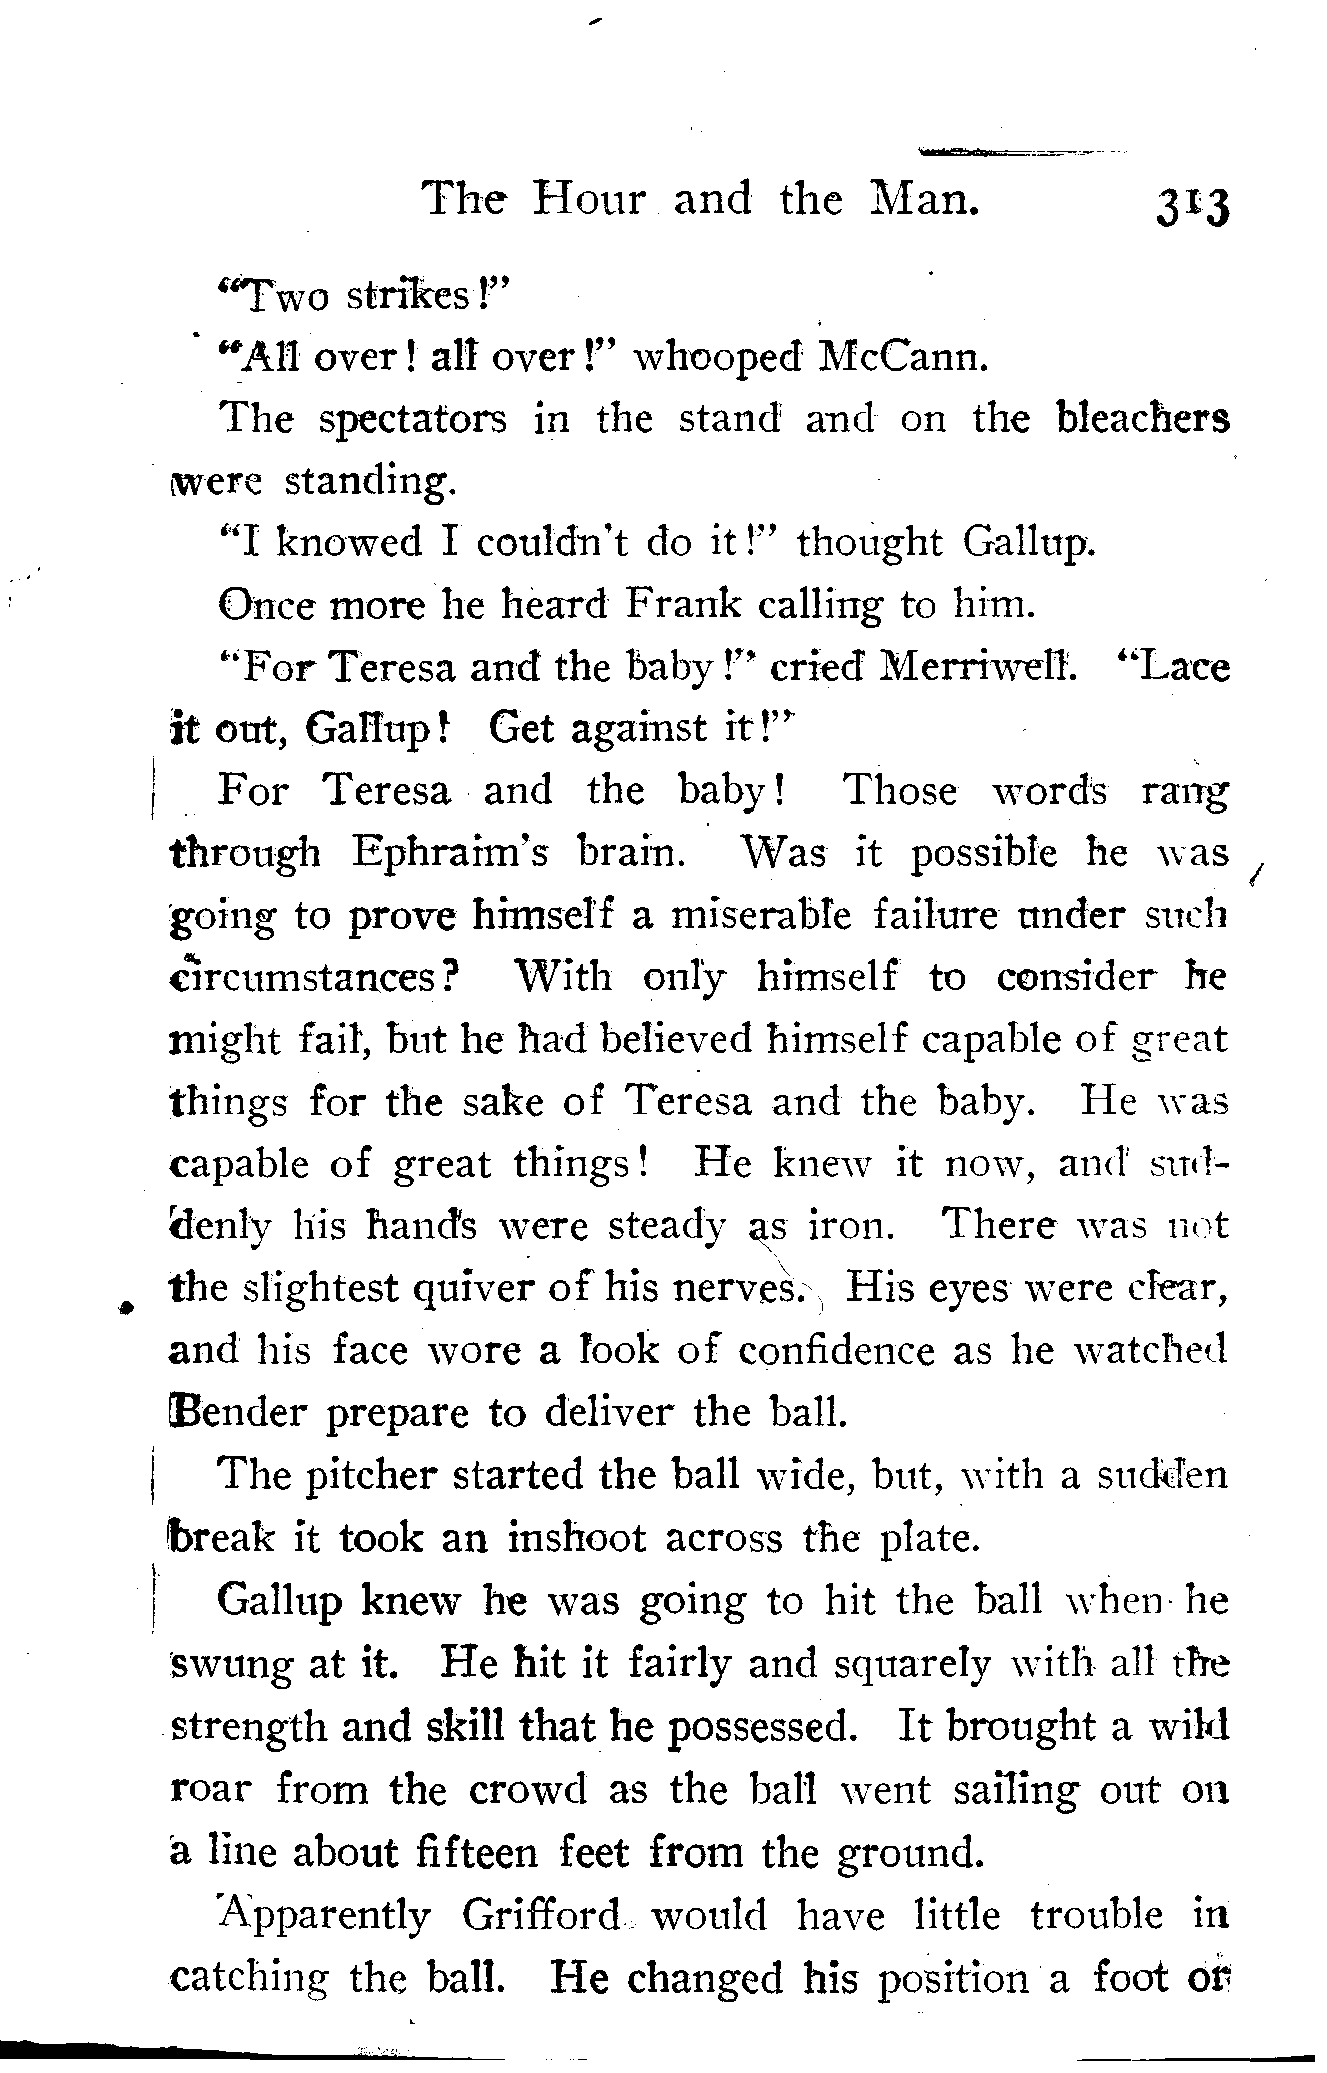 The Hour and the Man. 313
"Two strikes!"
"All over! all over!" whooped McCann.
The spectators in the stand and on the bleachers
were standing.
"I knowed I couldn't do it!" thought Gallup.
Once more he heard Frank calling to him.
"For Teresa and the baby!" cried Merriwell. "Lace
it out, Gallup! Get against it!"
For Teresa and the baby! Those words rang
through Ephraim's brain. Was it possible he was
going to prove himself a miserable failure under such
circumstances? With only himself to consider he
might fail, but he had believed himself capable of great
things for the sake of Teresa and the baby. He was
capable of great things! He knew it now, and sud-
denly his hands were steady as iron. There was not
the slightest quiver of his nerves. His eyes were clear,
and his face wore a look of confidence as he watched
Bender prepare to deliver the ball.
The pitcher started the ball wide, but, with a sudden
break it took an inshoot across the plate.
Gallup knew he was going to hit the ball when he
swung at it. He hit it fairly and squarely with all the
strength and skill that he possessed. It brought a wild
roar from the crowd as the ball went sailing out on
a line about fifteen feet from the ground.
Apparently Grifford would have little trouble in
catching the ball. He changed his position a foot or